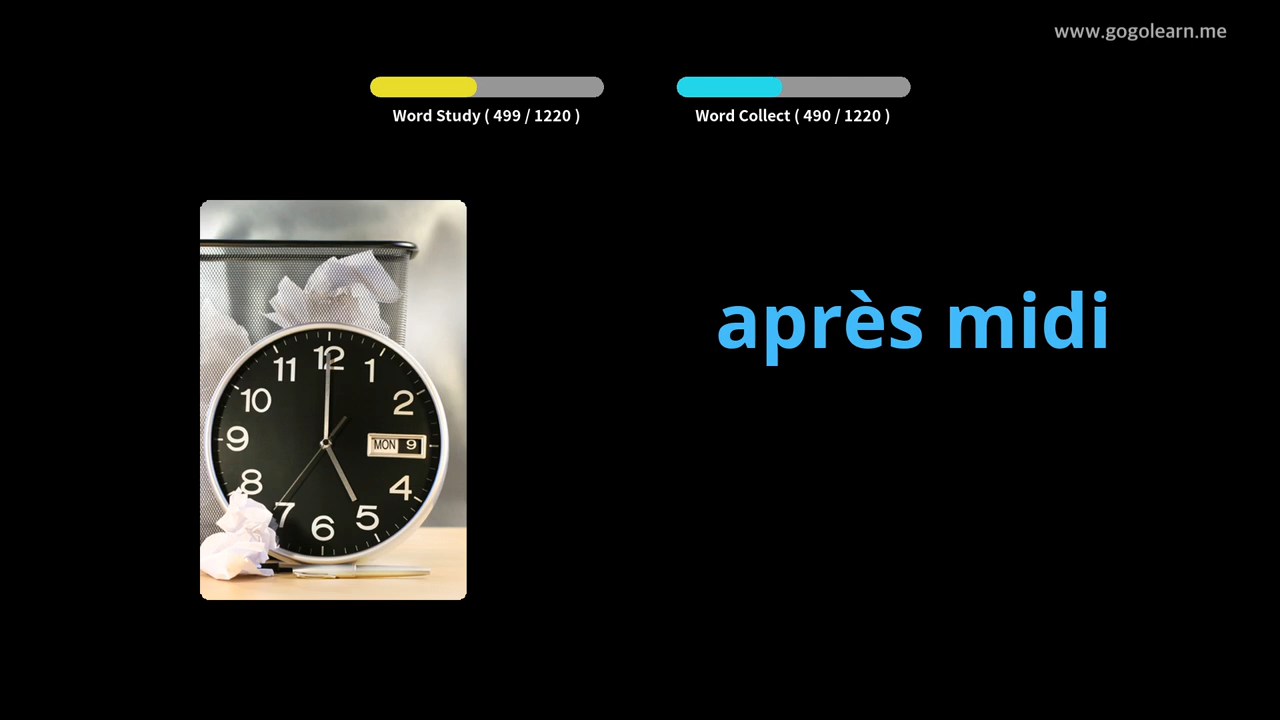 www.gogolearn.me
Word Study ( 499 / 1220 )
Word Collect ( 490 / 1220 )
après midi
12
11
1
10
2
9
MON 9
8
4
7
5
6